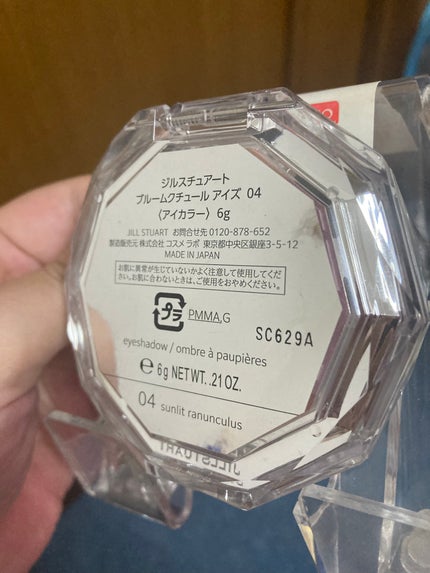 ジルスチュアート
ブルームクチュール アイズ 04
〈アイカラー〉 6g
JILL STUART お問合せ先 0120-878-652
製造販売元 株式会社 コスメ ラボ 東京都中央区銀座3-5-12
MADE IN JAPAN
お肌に異常が生じていないかよく注意して使用してくだ
さい。お肌に合わないときは、ご使用をおやめください。
プラ PMMA,G
SC629A
eyeshadow / ombre à paupières
℮ 6g NET WT. .21 OZ.
04 sunlit ranunculus
JILLSTUART